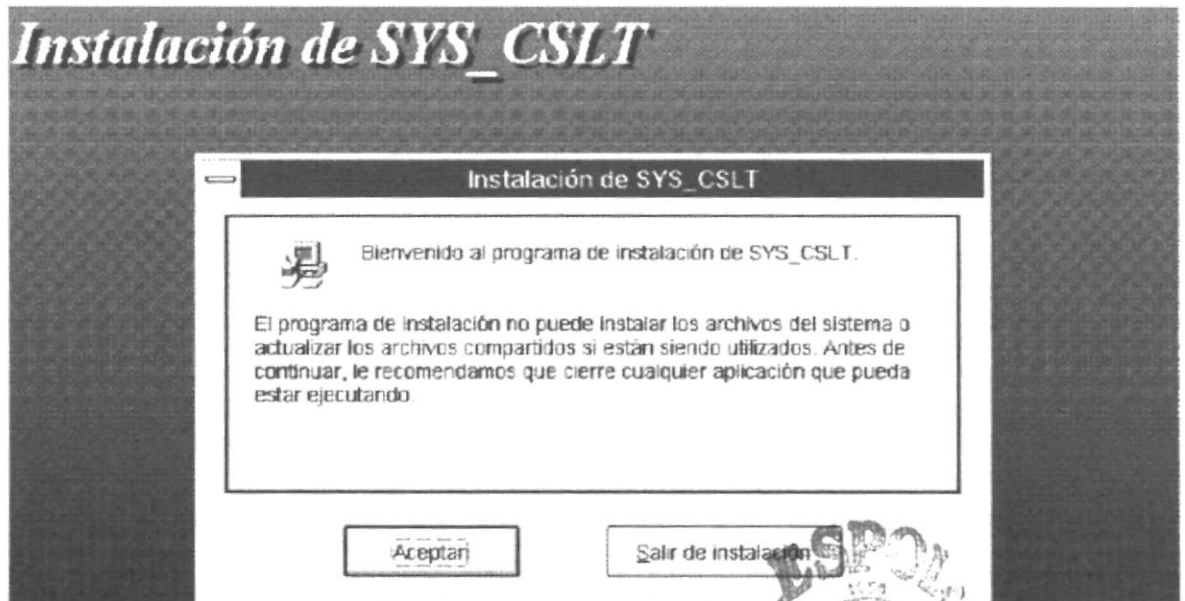 Instalación de SYS_CSLT
Instalación de SYS_CSLT
Bienvenido al programa de instalación de SYS_CSLT.
El programa de instalación no puede instalar los archivos del sistema o
actualizar los archivos compartidos si están siendo utilizados. Antes de
continuar, le recomendamos que cierre cualquier aplicación que pueda
estar ejecutando.
Aceptar
Salir de instalación
ESPOL